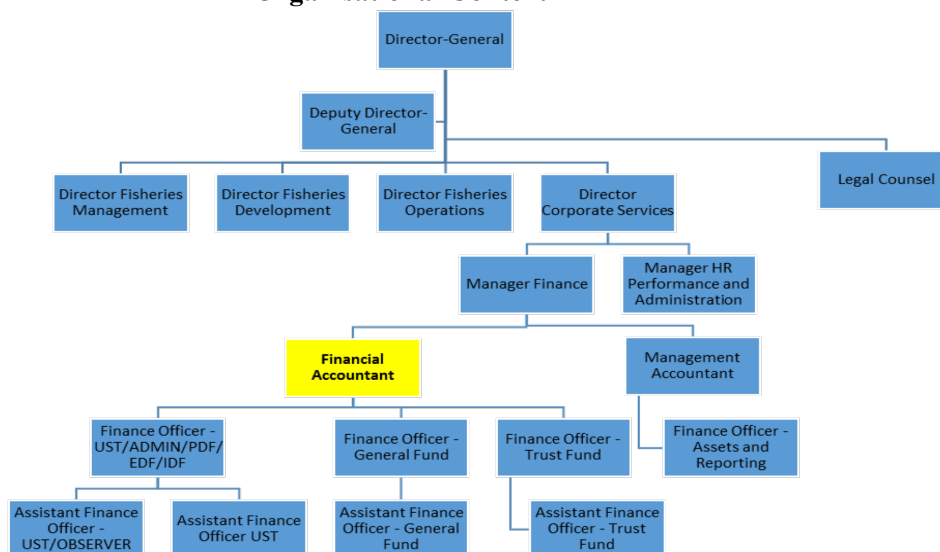 Organisational Context
Director-General
Deputy Director-
General
Legal Counsel
Director Fisheries
Management
Director Fisheries
Development
Director Fisheries
Operations
Director
Corporate Services
Manager Finance
Manager HR
Performance and
Administration
Financial
Accountant
Management
Accountant
Finance Officer -
UST/ADMIN/PDF/
EDF/IDF
Finance Officer -
General Fund
Finance Officer -
Trust Fund
Finance Officer -
Assets and
Reporting
Assistant Finance
Officer -
UST/OBSERVER
Assistant Finance
Officer UST
Assistant Finance
Officer - General
Fund
Assistant Finance
Officer - Trust
Fund